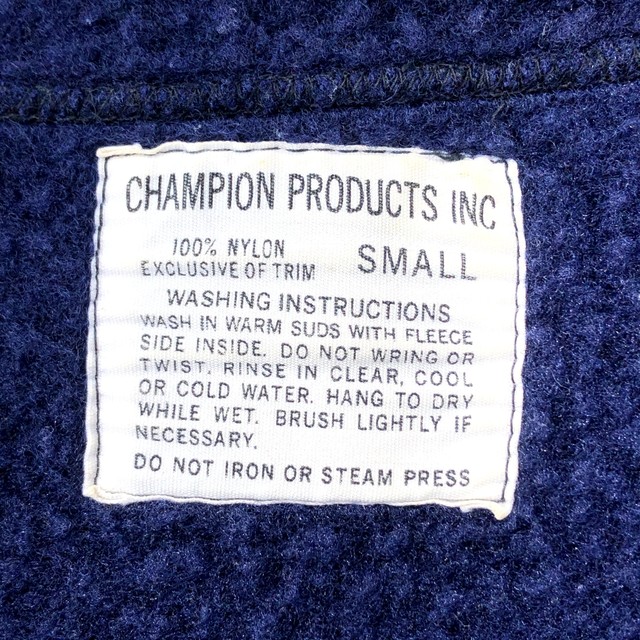 CHAMPION PRODUCTS INC
100% NYLON
EXCLUSIVE OF TRIM
SMALL
WASHING INSTRUCTIONS
WASH IN WARM SUDS WITH FLEECE
SIDE INSIDE. DO NOT WRING OR
TWIST. RINSE IN CLEAR, COOL
OR COLD WATER. HANG TO DRY
WHILE WET. BRUSH LIGHTLY IF
NECESSARY.
DO NOT IRON OR STEAM PRESS